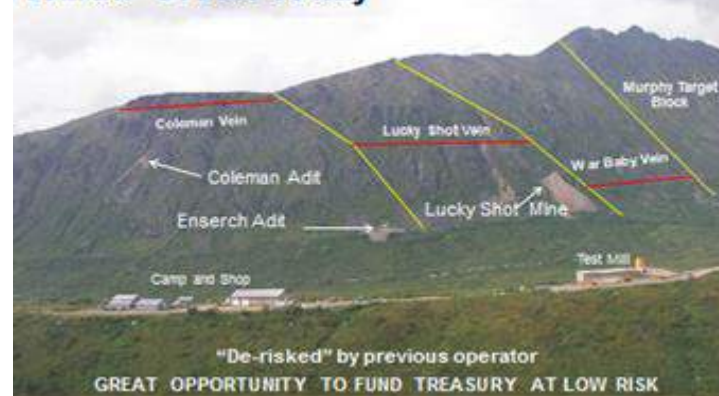 Murphy Target
Block
Coleman Vein
Lucky Shot Vein
War Baby Vein
Coleman Adit
Lucky Shot Mine
Enserch Adit
Test Mill
Camp and Shop
"De-risked" by previous operator
GREAT OPPORTUNITY TO FUND TREASURY AT LOW RISK